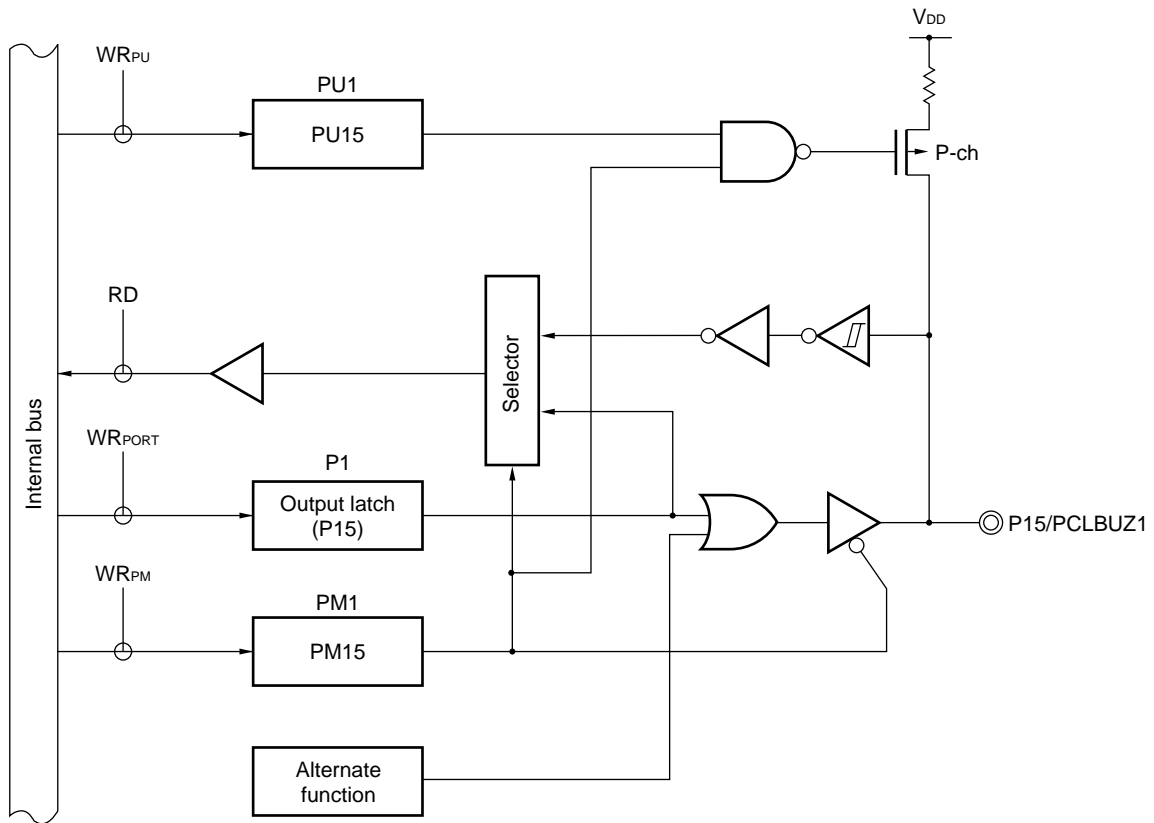 VDD
WRPU
PU1
PU15
P-ch
RD
Selector
Internal bus
WRPORT
P1
Output latch
(P15)
P15/PCLBUZ1
WRPM
PM1
PM15
Alternate
function